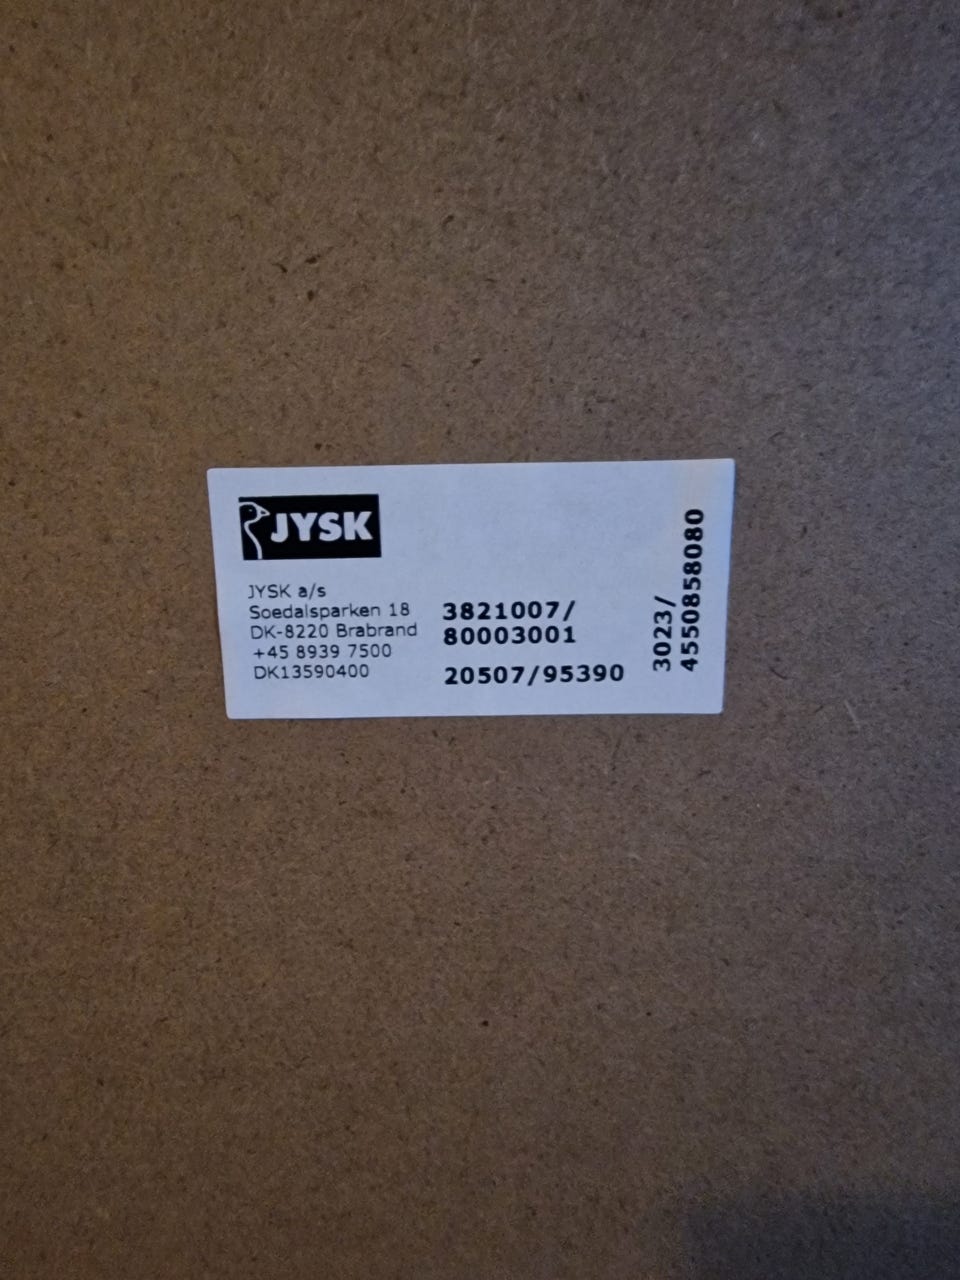 JYSK
JYSK a/s
Soedalsparken 18
DK-8220 Brabrand
+45 8939 7500
DK13590400
3821007/
80003001
20507/95390
3023/
4550858080